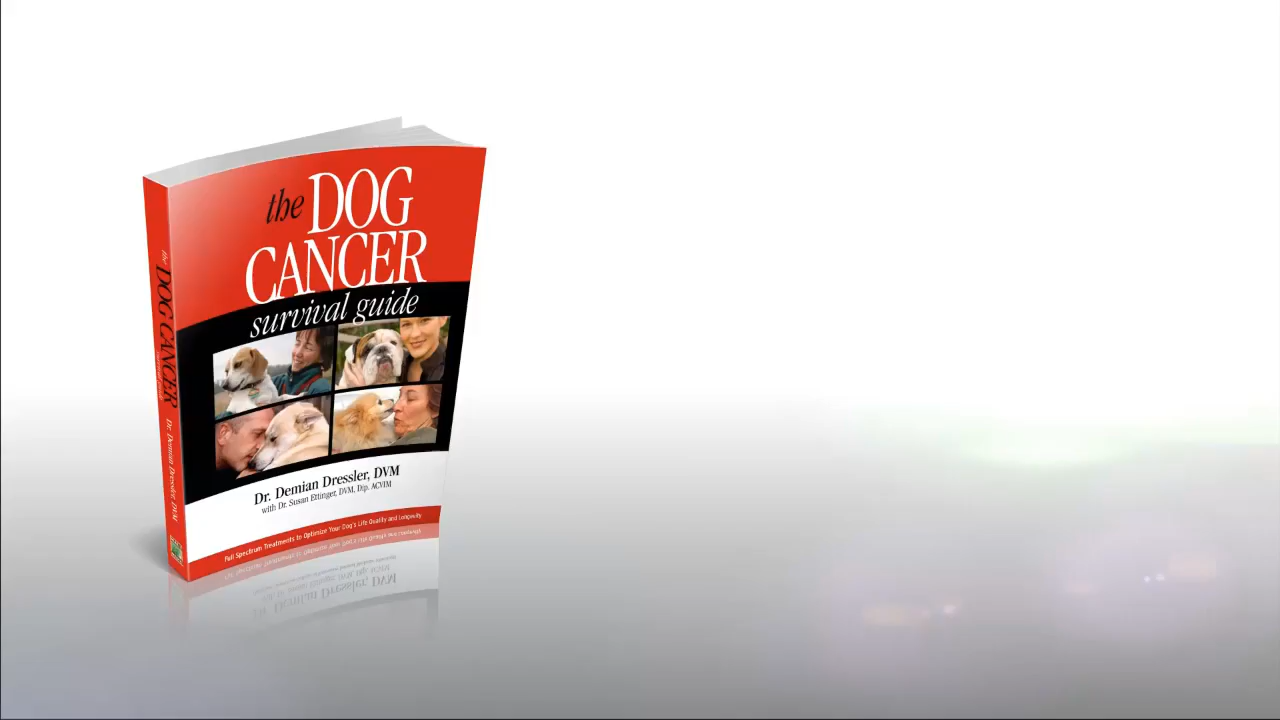 the DOG
CANCER
survival guide
Dr. Demian Dressler, DVM
with Dr. Susan Ettinger, DVM, Dip. ACVIM
Full Spectrum Treatments to Optimize Your Dog's Life Quality and Longevity
the DOG CANCER
Dr. Demian Dressler, DVM